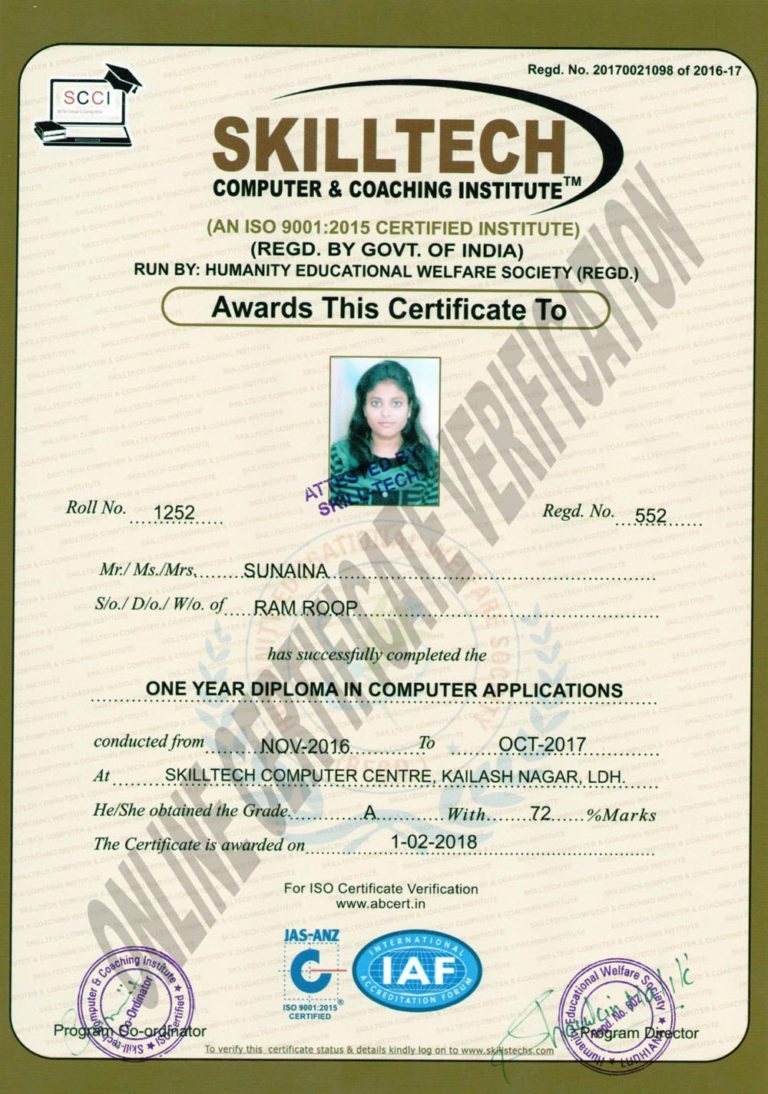 Regd. No. 20170021098 of 2016-17
SCCI
SKILLTECH
COMPUTER & COACHING INSTITUTE™
(AN ISO 9001:2015 CERTIFIED INSTITUTE)
(REGD. BY GOVT. OF INDIA)
RUN BY: HUMANITY EDUCATIONAL WELFARE SOCIETY (REGD.)
Awards This Certificate To
ATTESTED BY
SKILL-TECH
Roll No. 1252
Regd. No. 552
Mr./ Ms./Mrs, SUNAINA
S/o./ D/o./ W/o. of RAM ROOP
has successfully completed the
ONE YEAR DIPLOMA IN COMPUTER APPLICATIONS
conducted from NOV-2016 To OCT-2017
At SKILLTECH COMPUTER CENTRE, KAILASH NAGAR, LDH.
He/She obtained the Grade A With 72 %Marks
The Certificate is awarded on 1-02-2018
ONLINE CERTIFICATE VERIFICATION
For ISO Certificate Verification
www.abcert.in
JAS-ANZ
C
ISO 9001:2015
CERTIFIED
INTERNATIONAL
IAF
ACCREDITATION FORUM
Skill-tech Computer & Coaching Institute ★ ISI Certified ★
Co-Ordinator
Program Co-ordinator
Humanity Educational Welfare Society
★ LUDHIANA ★
Program Director
To verify this certificate status & details kindly log on to www.skillstechs.com